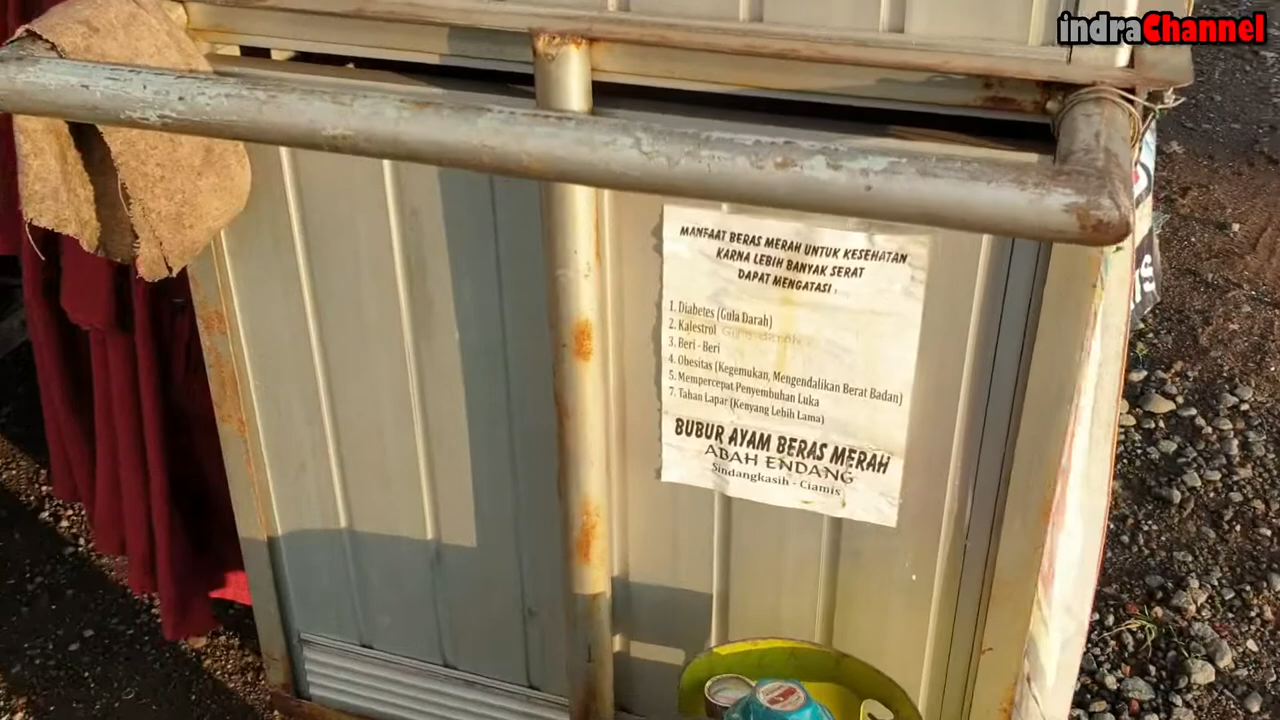 indraChannel
MANFAAT BERAS MERAH UNTUK KESEHATAN
KARNA LEBIH BANYAK SERAT
DAPAT MENGATASI :
1. Diabetes (Gula Darah)
2. Kalestrol
3. Beri - Beri
4. Obesitas (Kegemukan, Mengendalikan Berat Badan)
5. Mempercepat Penyembuhan Luka
7. Tahan Lapar (Kenyang Lebih Lama)
BUBUR AYAM BERAS MERAH
ABAH ENDANG
Sindangkasih - Ciamis